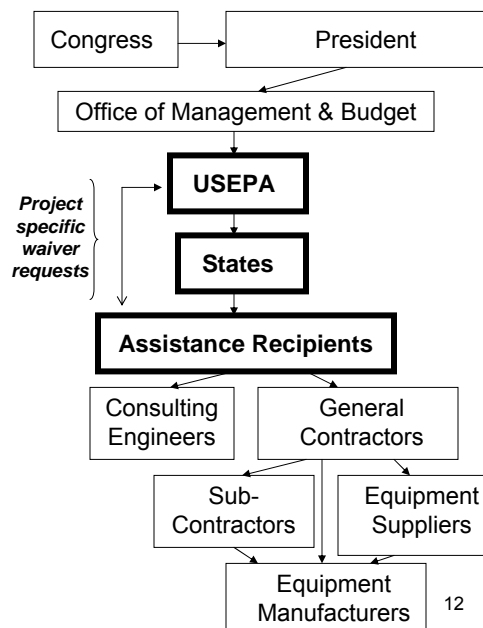 Congress
President
Office of Management & Budget
USEPA
Project
specific
waiver
requests
States
Assistance Recipients
Consulting
Engineers
General
Contractors
Sub-
Contractors
Equipment
Suppliers
Equipment
Manufacturers
12